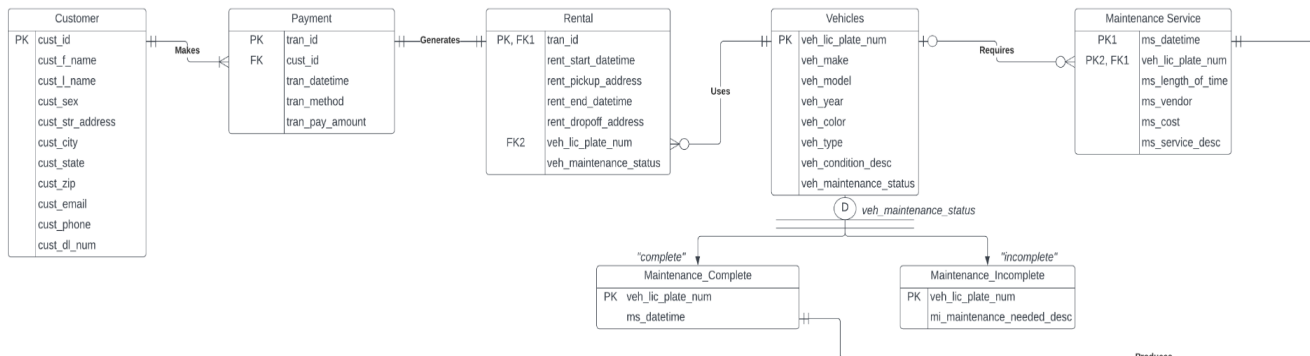 Customer
PK cust_id
cust_f_name
cust_l_name
cust_sex
cust_str_address
cust_city
cust_state
cust_zip
cust_email
cust_phone
cust_dl_num
Makes
Payment
PK tran_id
FK cust_id
tran_datetime
tran_method
tran_pay_amount
Generates
Rental
PK, FK1 tran_id
rent_start_datetime
rent_pickup_address
rent_end_datetime
rent_dropoff_address
FK2 veh_lic_plate_num
veh_maintenance_status
Uses
Vehicles
PK veh_lic_plate_num
veh_make
veh_model
veh_year
veh_color
veh_type
veh_condition_desc
veh_maintenance_status
Requires
Maintenance Service
PK1 ms_datetime
PK2, FK1 veh_lic_plate_num
ms_length_of_time
ms_vendor
ms_cost
ms_service_desc
D veh_maintenance_status
"complete"
Maintenance_Complete
PK veh_lic_plate_num
ms_datetime
"incomplete"
Maintenance_Incomplete
PK veh_lic_plate_num
mi_maintenance_needed_desc